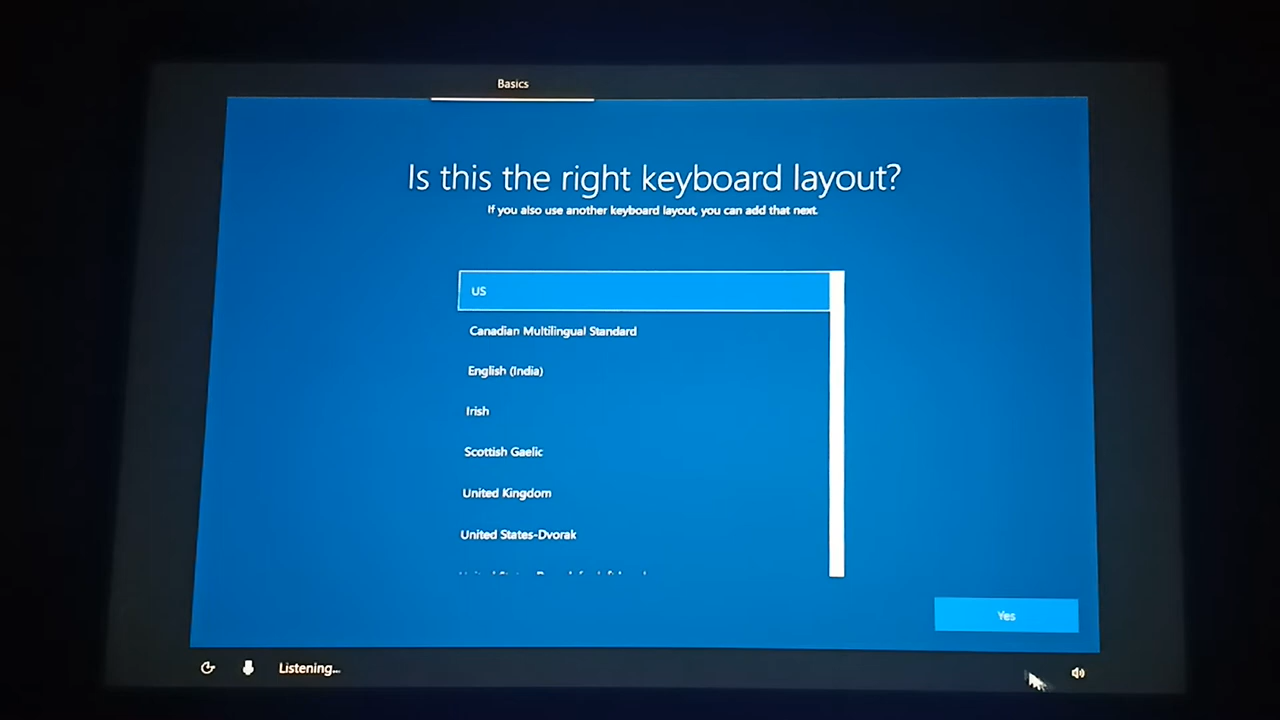 Basics
Is this the right keyboard layout?
If you also use another keyboard layout, you can add that next.
US
Canadian Multilingual Standard
English (India)
Irish
Scottish Gaelic
United Kingdom
United States-Dvorak
Yes
Listening...